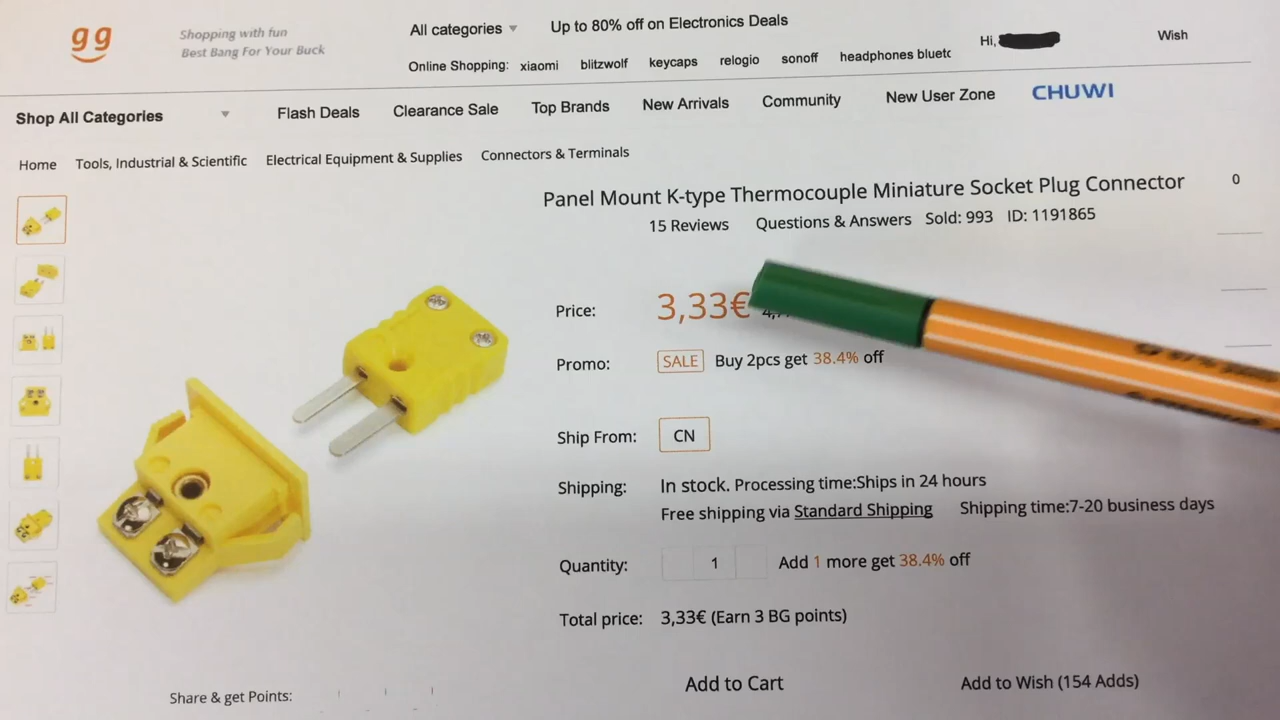 gg
Shopping with fun
Best Bang For Your Buck
All categories
Up to 80% off on Electronics Deals
Online Shopping: xiaomi blitzwolf keycaps relogio sonoff headphones bluetc
Hi,
Wish
Shop All Categories
Flash Deals
Clearance Sale
Top Brands
New Arrivals
Community
New User Zone
CHUWI
Home Tools, Industrial & Scientific Electrical Equipment & Supplies Connectors & Terminals
Panel Mount K-type Thermocouple Miniature Socket Plug Connector
0
15 Reviews Questions & Answers Sold: 993 ID: 1191865
Price: 3,33€
Promo: SALE Buy 2pcs get 38.4% off
Ship From: CN
Shipping: In stock. Processing time:Ships in 24 hours
Free shipping via Standard Shipping Shipping time:7-20 business days
Quantity: 1 Add 1 more get 38.4% off
Total price: 3,33€ (Earn 3 BG points)
Add to Cart
Add to Wish (154 Adds)
Share & get Points: